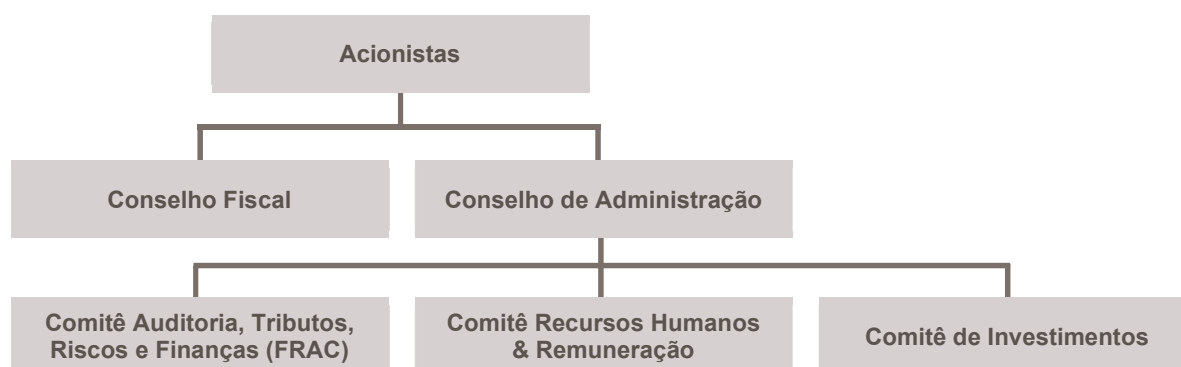 Acionistas
Conselho Fiscal
Conselho de Administração
Comitê Auditoria, Tributos,
Riscos e Finanças (FRAC)
Comitê Recursos Humanos
& Remuneração
Comitê de Investimentos